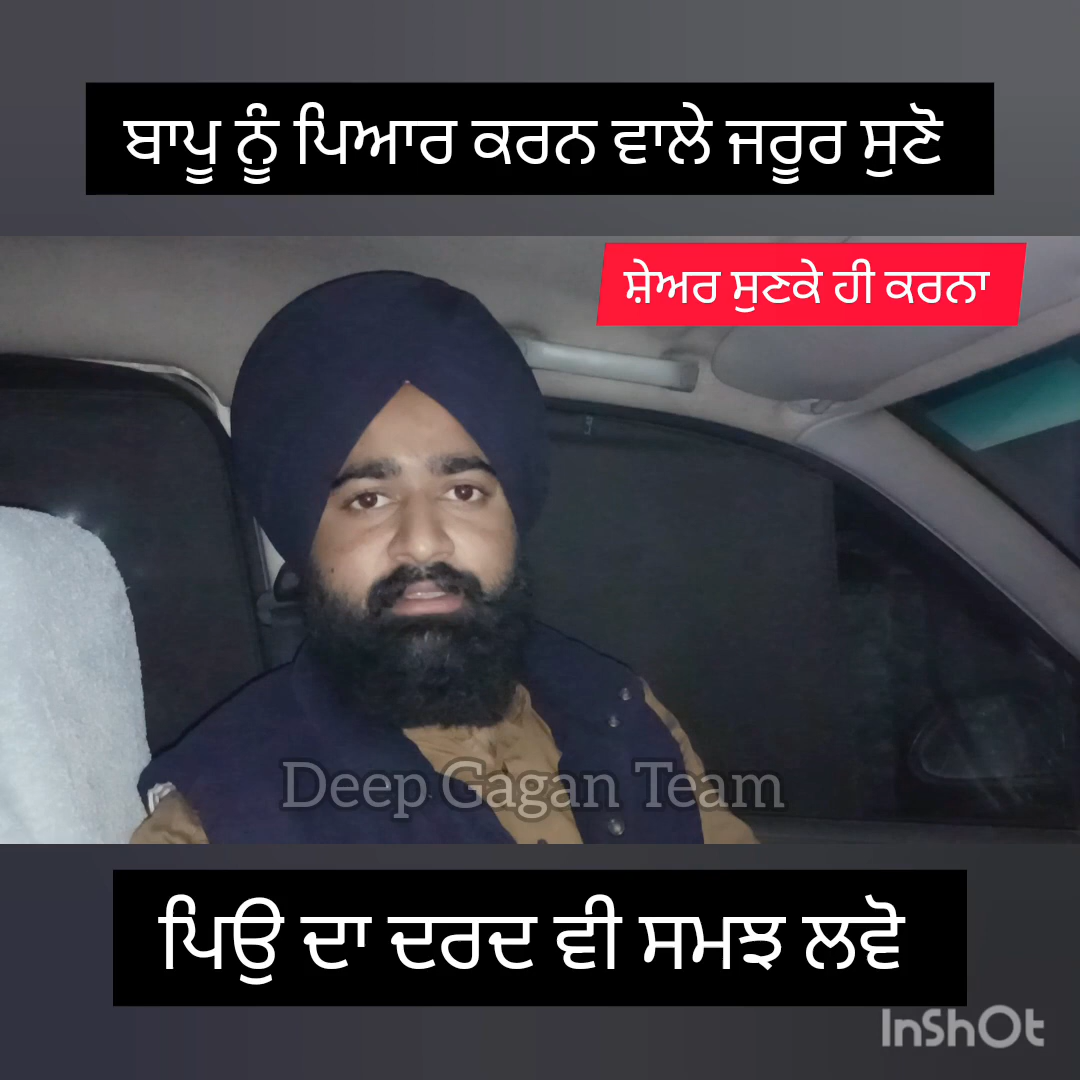 ਬਾਪੂ ਨੂੰ ਪਿਆਰ ਕਰਨ ਵਾਲੇ ਜਰੂਰ ਸੁਣੋ
ਸ਼ੇਅਰ ਸੁਣਕੇ ਹੀ ਕਰਨਾ
Deep Gagan Team
ਪਿਉ ਦਾ ਦਰਦ ਵੀ ਸਮਝ ਲਵੋ
InShOt